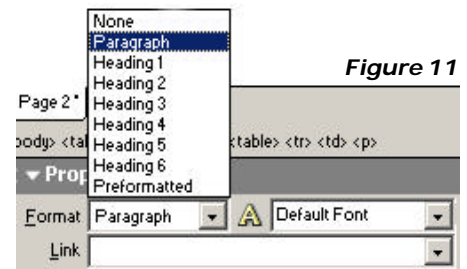 None
Paragraph
Heading 1
Heading 2
Heading 3
Heading 4
Heading 5
Heading 6
Preformatted
Figure 11
Page 2*
<table> <tr> <td> <p>
Format Paragraph A Default Font
Link